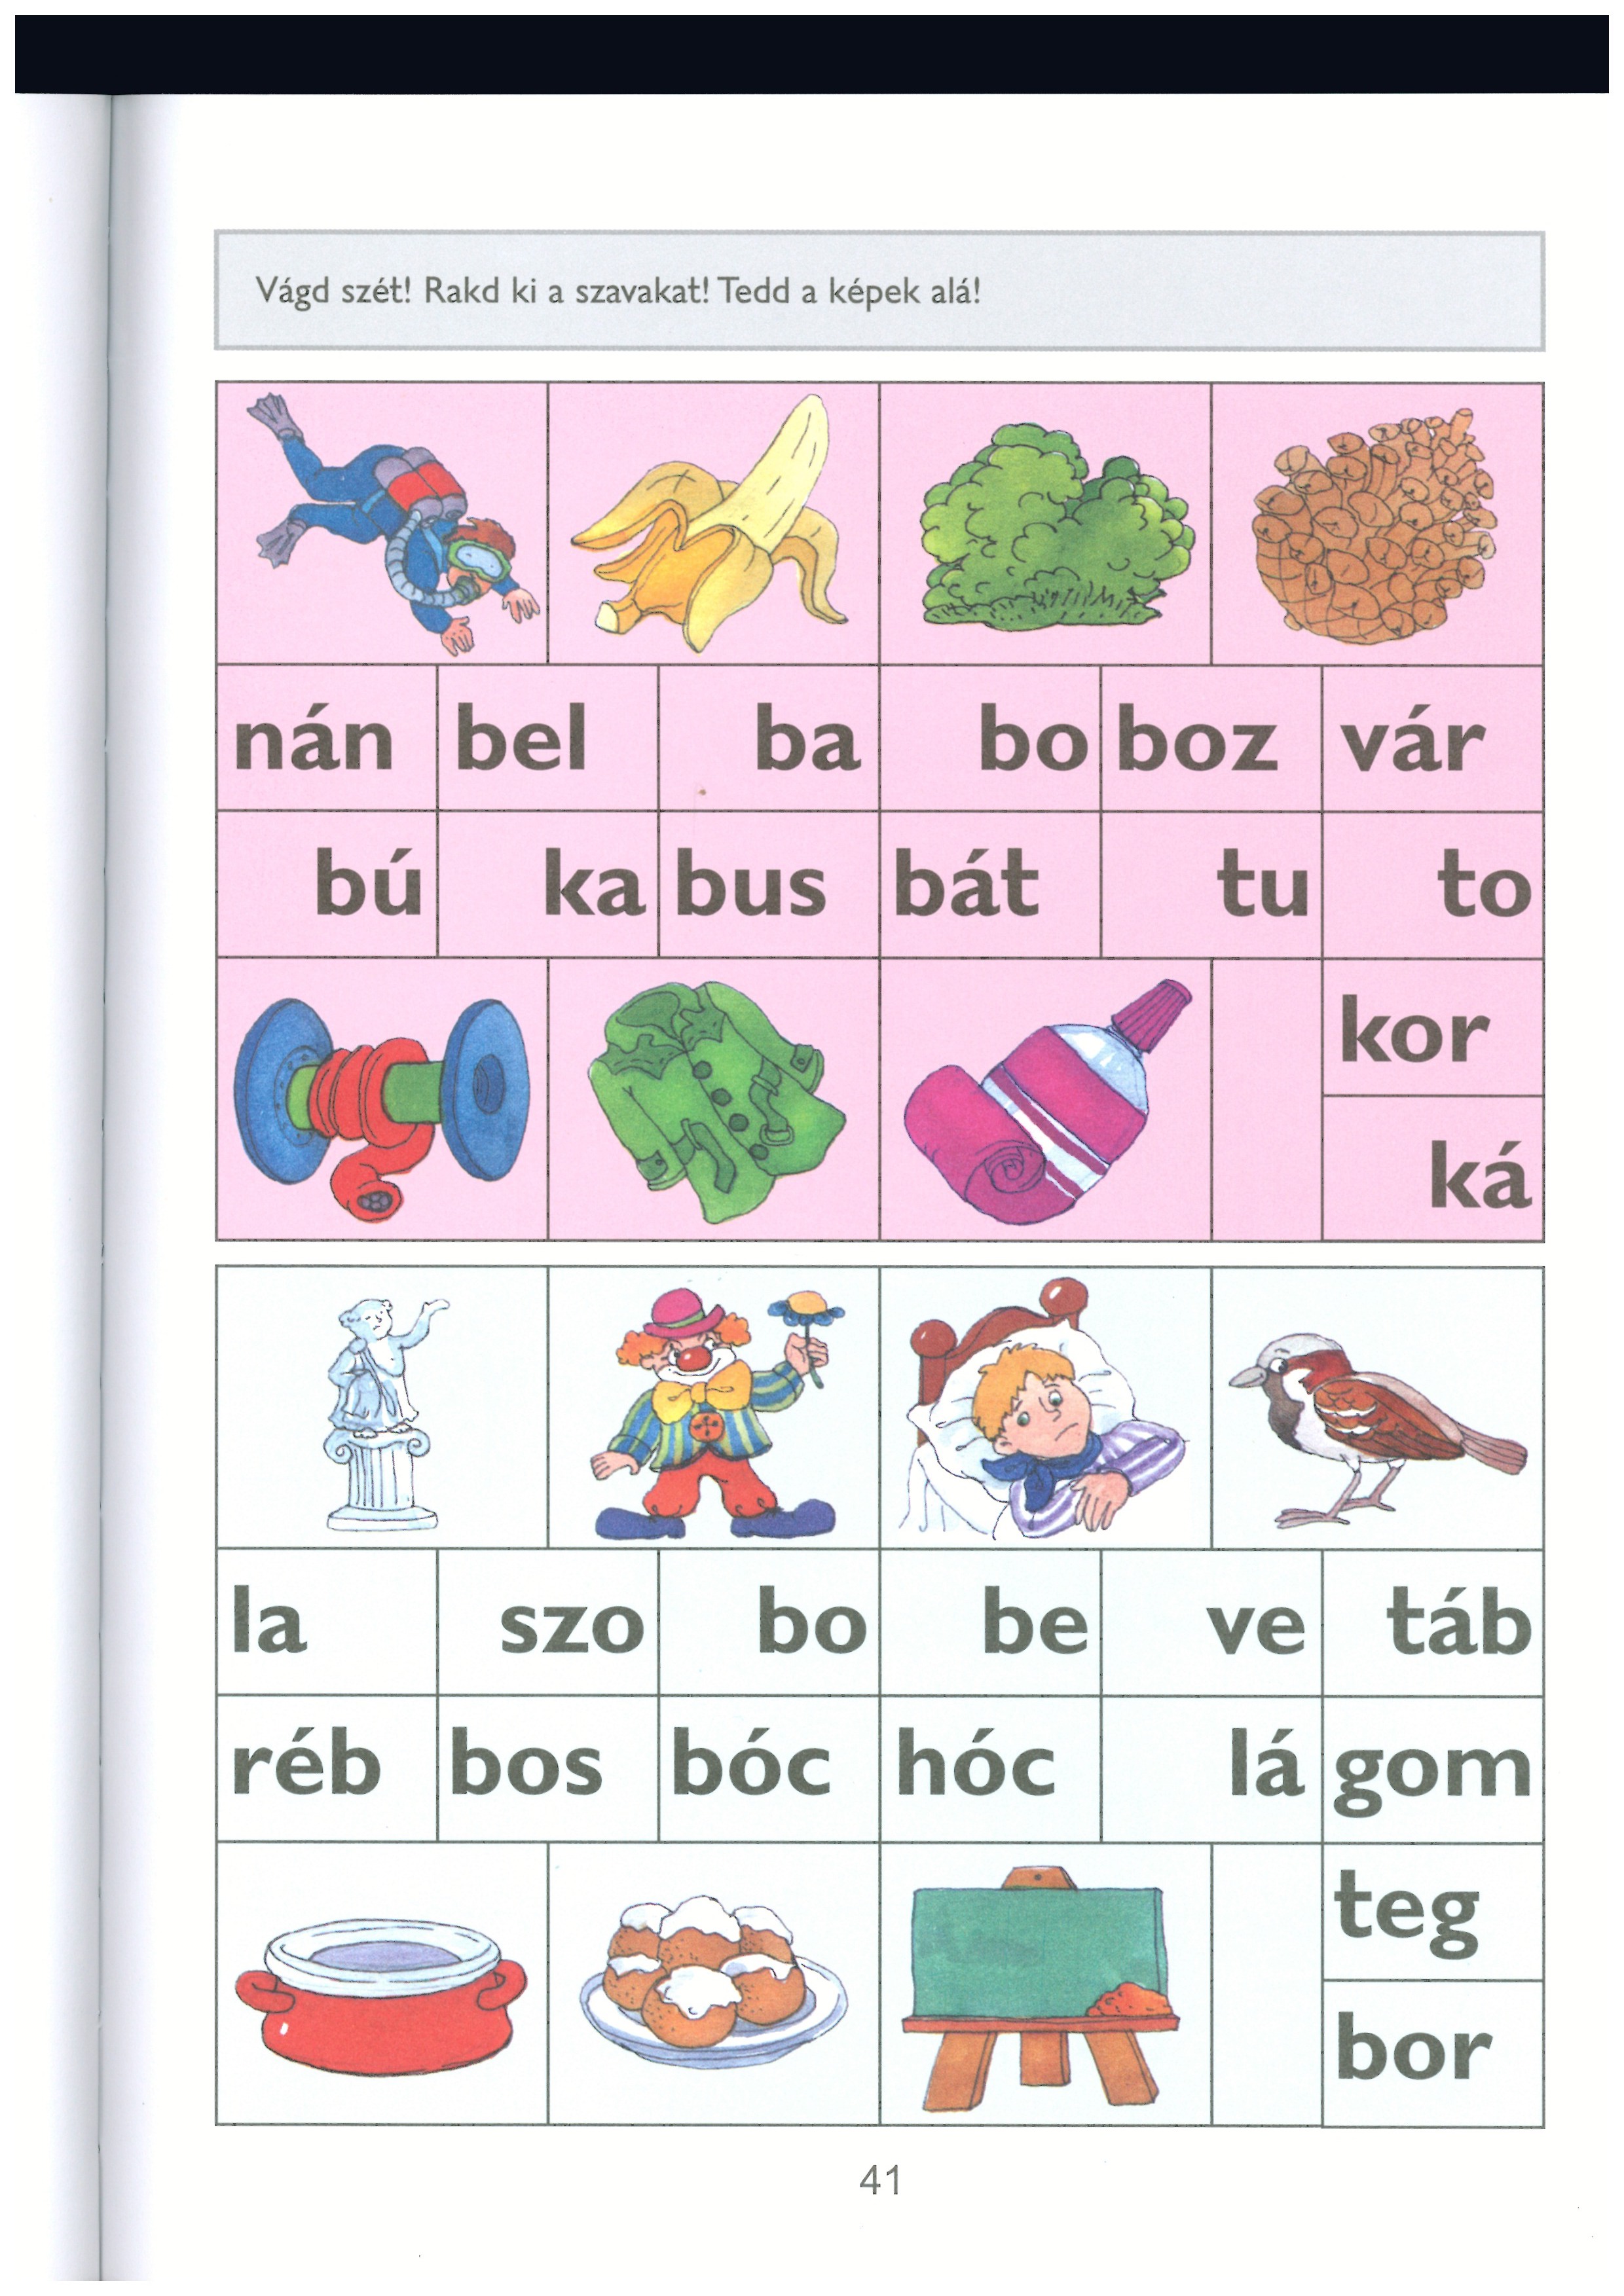 Vágd szét! Rakd ki a szavakat! Tedd a képek alá!
nán bel ba bo boz vár
bú ka bus bát tu to
kor
ká
la szo bo be ve táb
réb bos bóc hóc lá gom
teg
bor
41